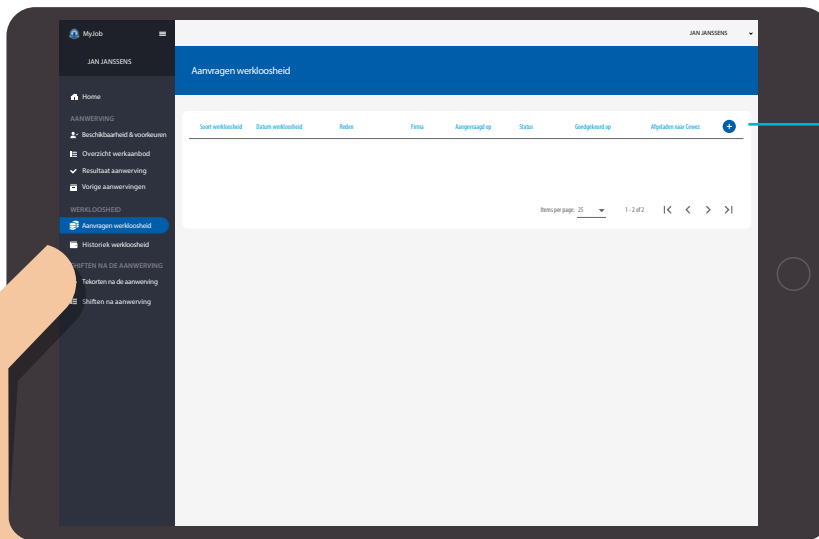 MyJob
JAN JANSSENS
JAN JANSSENS
Aanvragen werkloosheid
Home
AANWERVING
Beschikbaarheid & voorkeuren
Overzicht werkaanbod
Resultaat aanwerving
Vorige aanwervingen
WERKLOOSHEID
Aanvragen werkloosheid
Historiek werkloosheid
SHIFTEN NA DE AANWERVING
Tekorten na de aanwerving
Shiften na aanwerving
Soort werkloosheid Datum werkloosheid Reden Firma Aangevraagd op Status Goedgekeurd op Afgeladen naar Cewez
Items per page: 25 1 - 2 of 2